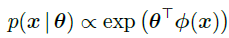 p(x | θ) ∝ exp (θ⊤ϕ(x))